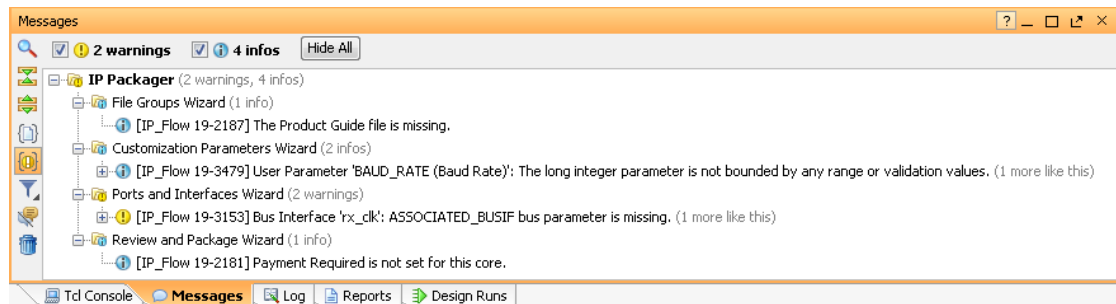 Messages
2 warnings 4 infos Hide All
IP Packager (2 warnings, 4 infos)
File Groups Wizard (1 info)
[IP_Flow 19-2187] The Product Guide file is missing.
Customization Parameters Wizard (2 infos)
[IP_Flow 19-3479] User Parameter 'BAUD_RATE (Baud Rate)': The long integer parameter is not bounded by any range or validation values. (1 more like this)
Ports and Interfaces Wizard (2 warnings)
[IP_Flow 19-3153] Bus Interface 'rx_clk': ASSOCIATED_BUSIF bus parameter is missing. (1 more like this)
Review and Package Wizard (1 info)
[IP_Flow 19-2181] Payment Required is not set for this core.
Tcl Console Messages Log Reports Design Runs